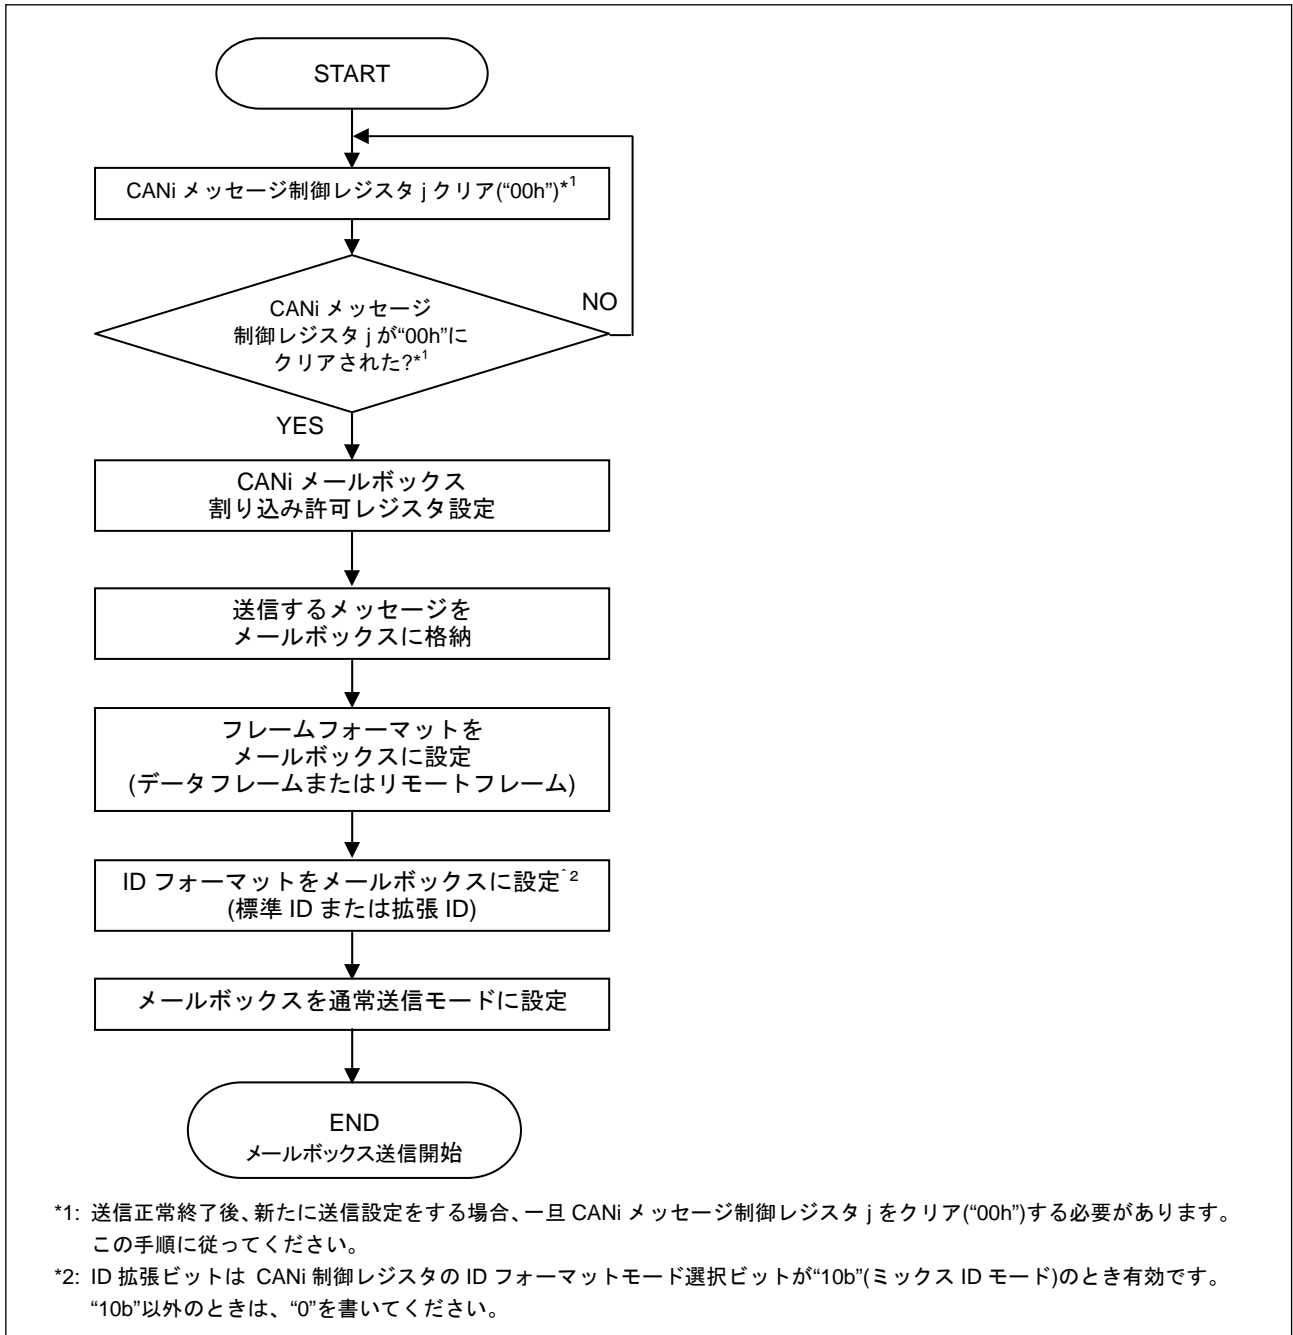 START
CANi メッセージ制御レジスタ j クリア(“00h”)*1
CANi メッセージ
制御レジスタ j が“00h”に
クリアされた?*1
NO
YES
CANi メールボックス
割り込み許可レジスタ設定
送信するメッセージを
メールボックスに格納
フレームフォーマットを
メールボックスに設定
(データフレームまたはリモートフレーム)
ID フォーマットをメールボックスに設定*2
(標準 ID または拡張 ID)
メールボックスを通常送信モードに設定
END
メールボックス送信開始
*1: 送信正常終了後、新たに送信設定をする場合、一旦 CANi メッセージ制御レジスタ j をクリア(“00h”)する必要があります。
この手順に従ってください。
*2: ID 拡張ビットは CANi 制御レジスタの ID フォーマットモード選択ビットが“10b”(ミックス ID モード)のとき有効です。
“10b”以外のときは、“0”を書いてください。